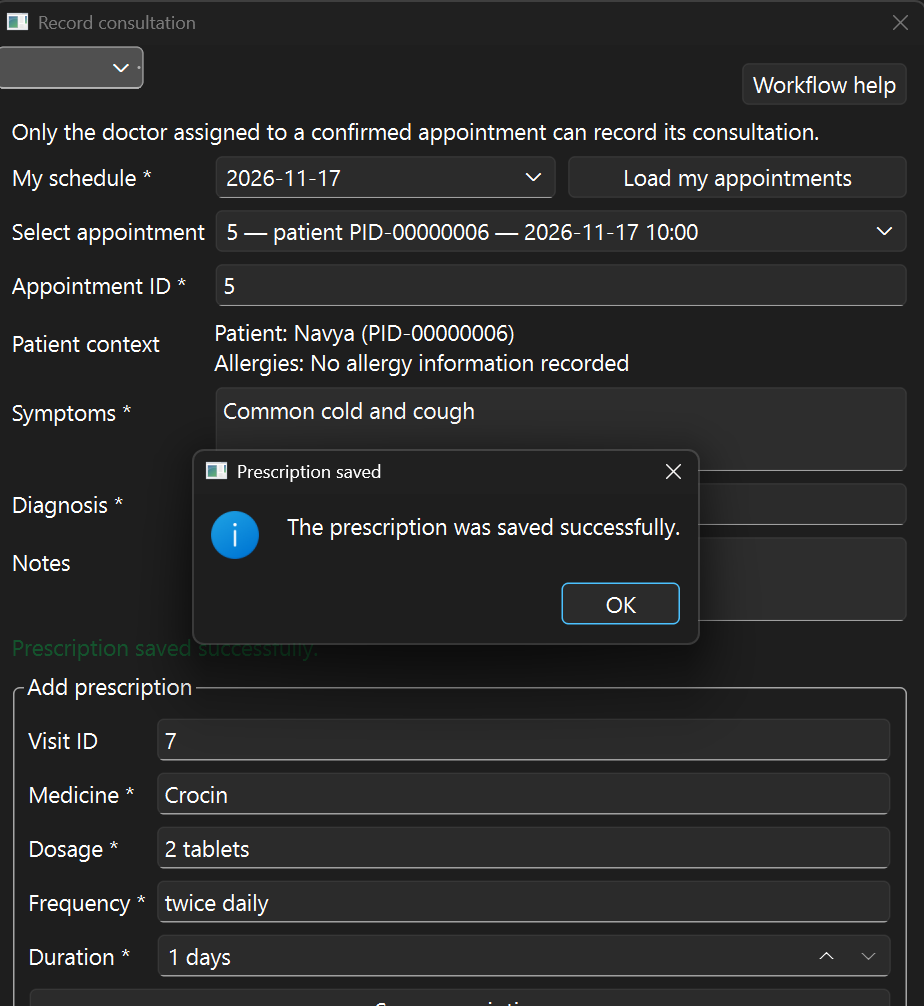 Record consultation
Workflow help
Only the doctor assigned to a confirmed appointment can record its consultation.
My schedule * 2026-11-17 Load my appointments
Select appointment 5 — patient PID-00000006 — 2026-11-17 10:00
Appointment ID * 5
Patient context Patient: Navya (PID-00000006)
Allergies: No allergy information recorded
Symptoms * Common cold and cough
Prescription saved
Diagnosis *
The prescription was saved successfully.
Notes
OK
Prescription saved successfully.
Add prescription
Visit ID 7
Medicine * Crocin
Dosage * 2 tablets
Frequency * twice daily
Duration * 1 days